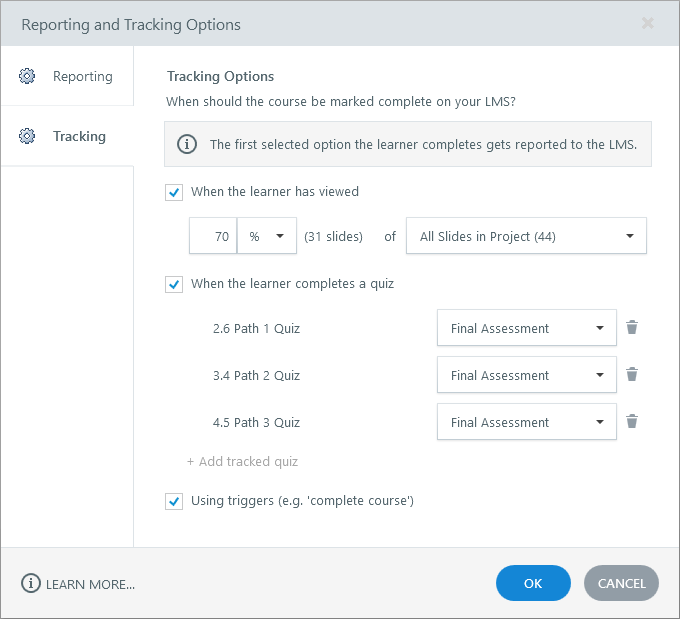 Reporting and Tracking Options
Reporting
Tracking
Tracking Options
When should the course be marked complete on your LMS?
The first selected option the learner completes gets reported to the LMS.
When the learner has viewed
70 % (31 slides) of All Slides in Project (44)
When the learner completes a quiz
2.6 Path 1 Quiz Final Assessment
3.4 Path 2 Quiz Final Assessment
4.5 Path 3 Quiz Final Assessment
+ Add tracked quiz
Using triggers (e.g. 'complete course')
LEARN MORE... OK CANCEL